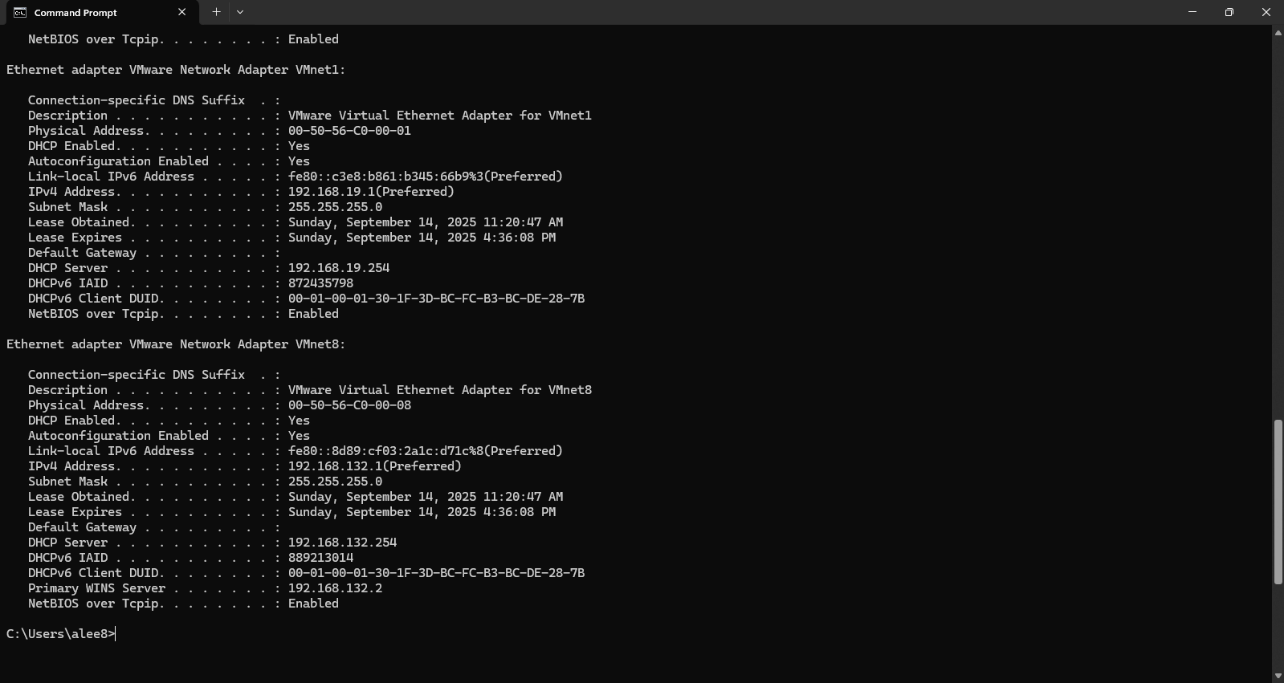 Command Prompt
NetBIOS over Tcpip. . . . . . . . : Enabled
Ethernet adapter VMware Network Adapter VMnet1:
Connection-specific DNS Suffix  . :
Description . . . . . . . . . . . : VMware Virtual Ethernet Adapter for VMnet1
Physical Address. . . . . . . . . : 00-50-56-C0-00-01
DHCP Enabled. . . . . . . . . . . : Yes
Autoconfiguration Enabled . . . . : Yes
Link-local IPv6 Address . . . . . : fe80::c3e8:b861:b345:66b9%3(Preferred)
IPv4 Address. . . . . . . . . . . : 192.168.19.1(Preferred)
Subnet Mask . . . . . . . . . . . : 255.255.255.0
Lease Obtained. . . . . . . . . . : Sunday, September 14, 2025 11:20:47 AM
Lease Expires . . . . . . . . . . : Sunday, September 14, 2025 4:36:08 PM
Default Gateway . . . . . . . . . :
DHCP Server . . . . . . . . . . . : 192.168.19.254
DHCPv6 IAID . . . . . . . . . . . : 872435798
DHCPv6 Client DUID. . . . . . . . : 00-01-00-01-30-1F-3D-BC-FC-B3-BC-DE-28-7B
NetBIOS over Tcpip. . . . . . . . : Enabled
Ethernet adapter VMware Network Adapter VMnet8:
Connection-specific DNS Suffix  . :
Description . . . . . . . . . . . : VMware Virtual Ethernet Adapter for VMnet8
Physical Address. . . . . . . . . : 00-50-56-C0-00-08
DHCP Enabled. . . . . . . . . . . : Yes
Autoconfiguration Enabled . . . . : Yes
Link-local IPv6 Address . . . . . : fe80::8d89:cf03:2a1c:d71c%8(Preferred)
IPv4 Address. . . . . . . . . . . : 192.168.132.1(Preferred)
Subnet Mask . . . . . . . . . . . : 255.255.255.0
Lease Obtained. . . . . . . . . . : Sunday, September 14, 2025 11:20:47 AM
Lease Expires . . . . . . . . . . : Sunday, September 14, 2025 4:36:08 PM
Default Gateway . . . . . . . . . :
DHCP Server . . . . . . . . . . . : 192.168.132.254
DHCPv6 IAID . . . . . . . . . . . : 889213014
DHCPv6 Client DUID. . . . . . . . : 00-01-00-01-30-1F-3D-BC-FC-B3-BC-DE-28-7B
Primary WINS Server . . . . . . . : 192.168.132.2
NetBIOS over Tcpip. . . . . . . . : Enabled
C:\Users\alee8>